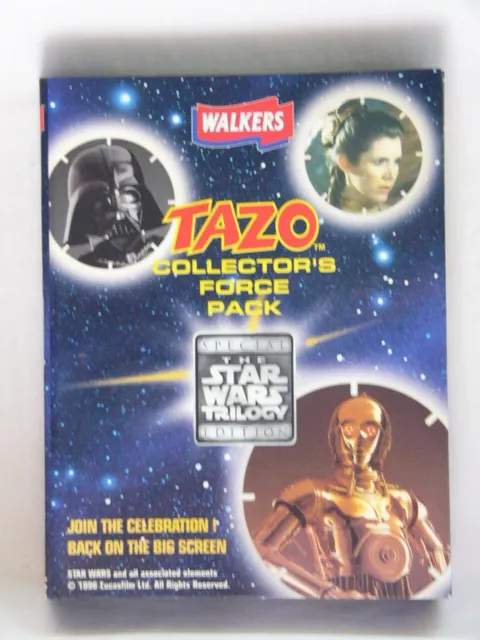 WALKERS
TAZO™
COLLECTOR'S
FORCE
PACK
SPECIAL
THE
STAR
WARS
TRILOGY
EDITION
JOIN THE CELEBRATION !
BACK ON THE BIG SCREEN
STAR WARS and all associated elements
© 1996 Lucasfilm Ltd. All Rights Reserved.